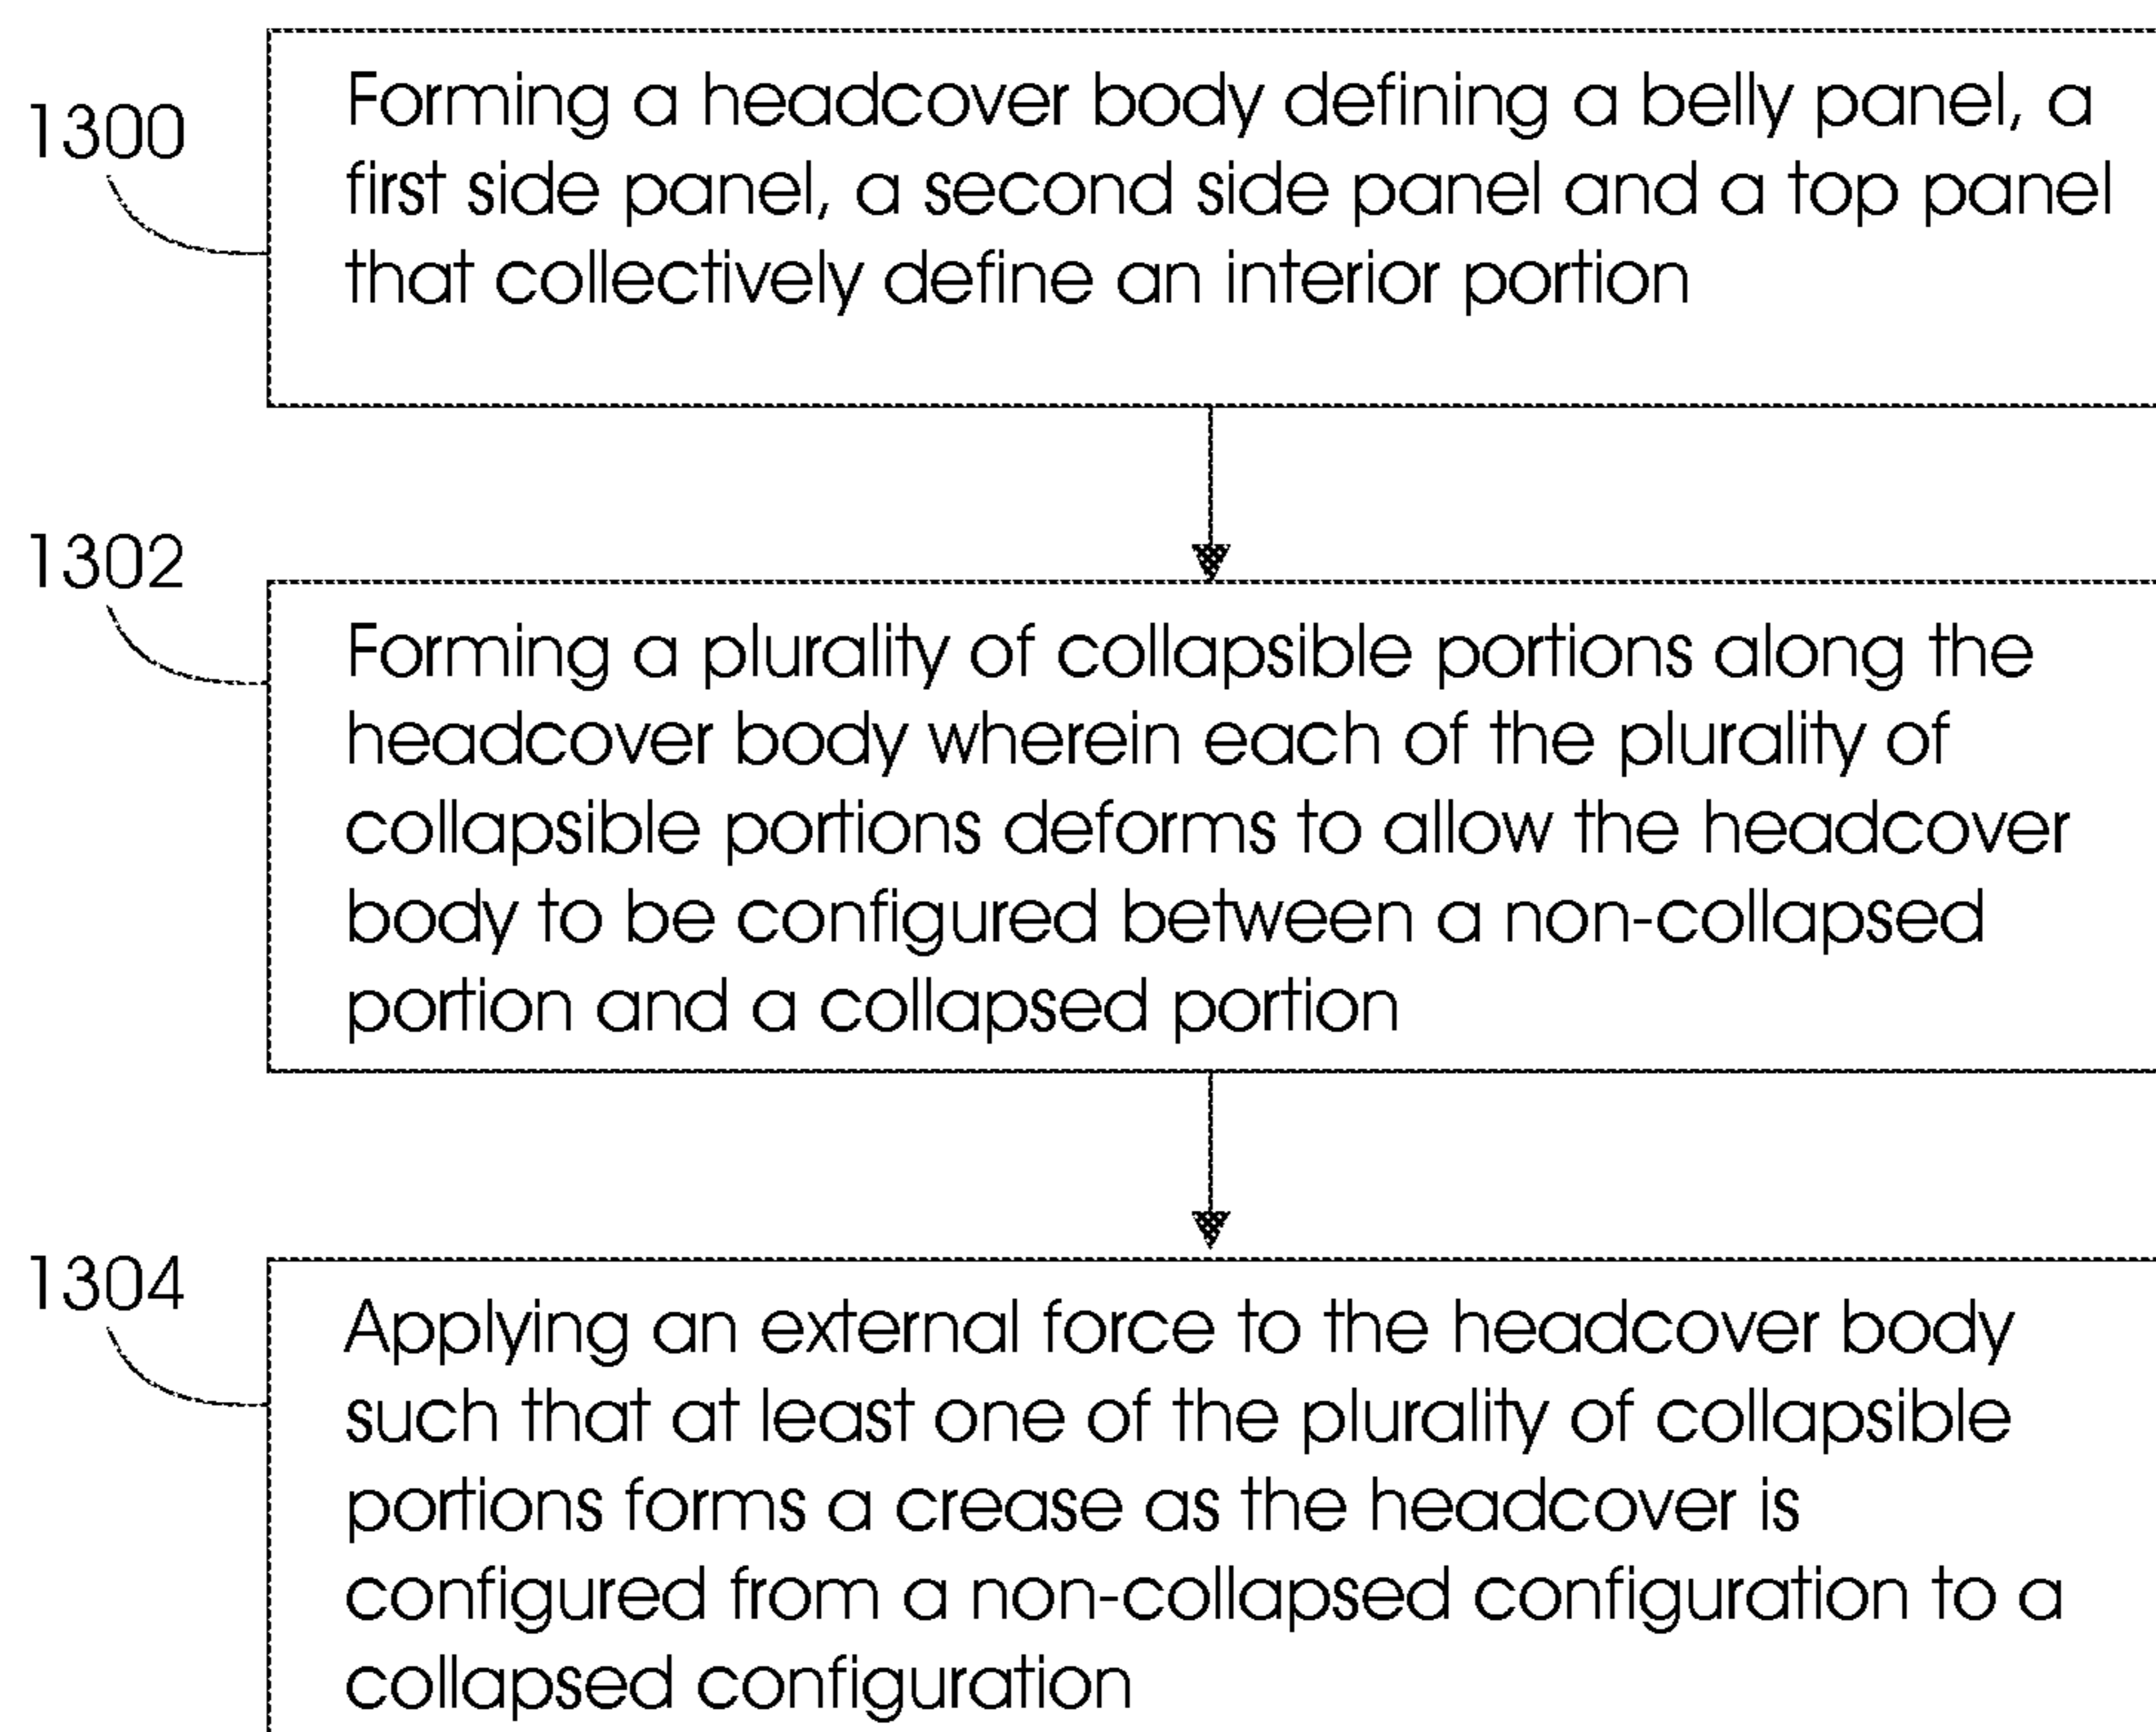 1300
Forming a headcover body defining a belly panel, a
first side panel, a second side panel and a top panel
that collectively define an interior portion
1302
Forming a plurality of collapsible portions along the
headcover body wherein each of the plurality of
collapsible portions deforms to allow the headcover
body to be configured between a non-collapsed
portion and a collapsed portion
1304
Applying an external force to the headcover body
such that at least one of the plurality of collapsible
portions forms a crease as the headcover is
configured from a non-collapsed configuration to a
collapsed configuration